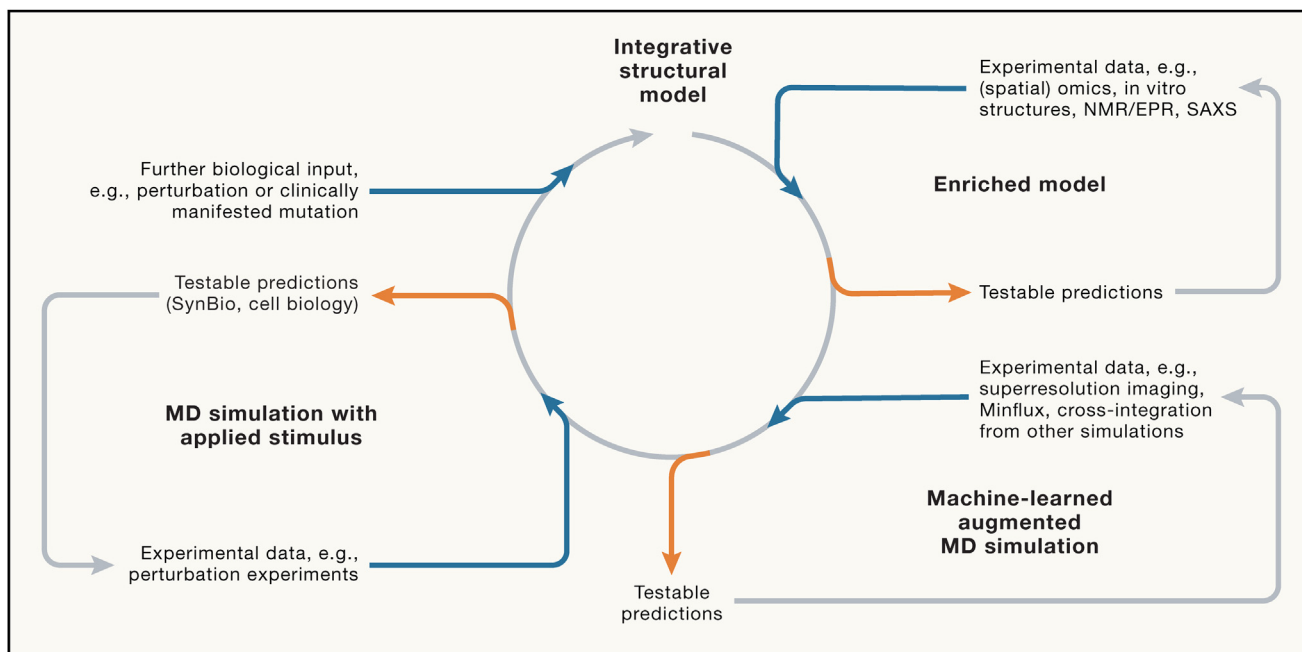 Integrative
structural
model
Experimental data, e.g.,
(spatial) omics, in vitro
structures, NMR/EPR, SAXS
Enriched model
Testable predictions
Experimental data, e.g.,
superresolution imaging,
Minflux, cross-integration
from other simulations
Machine-learned
augmented
MD simulation
Testable
predictions
Experimental data, e.g.,
perturbation experiments
MD simulation with
applied stimulus
Testable predictions
(SynBio, cell biology)
Further biological input,
e.g., perturbation or clinically
manifested mutation